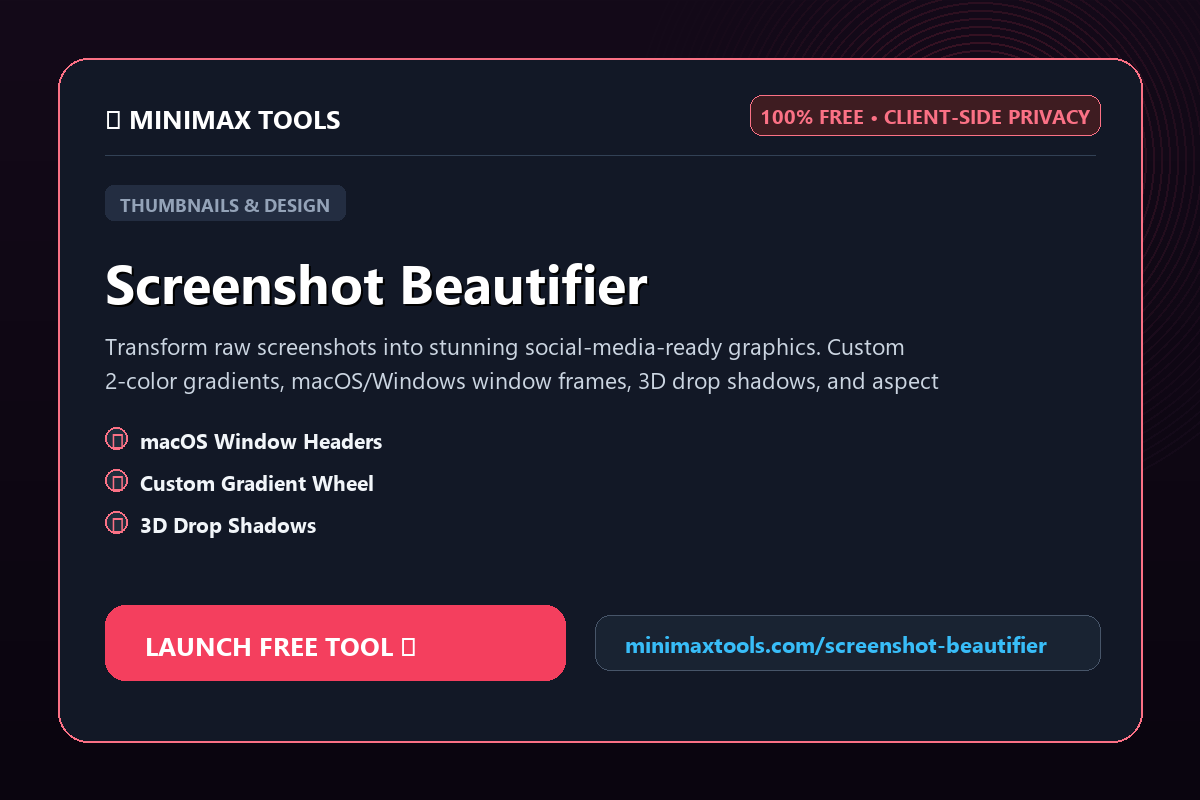 MINIMAX TOOLS
100% FREE • CLIENT-SIDE PRIVACY
THUMBNAILS & DESIGN
Screenshot Beautifier
Transform raw screenshots into stunning social-media-ready graphics. Custom
2-color gradients, macOS/Windows window frames, 3D drop shadows, and aspect
macOS Window Headers
Custom Gradient Wheel
3D Drop Shadows
LAUNCH FREE TOOL
minimaxtools.com/screenshot-beautifier